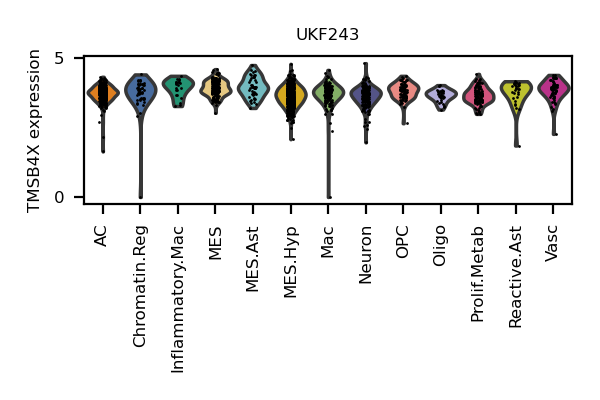 UKF243
TMSB4X expression
5
0
AC
Chromatin.Reg
Inflammatory.Mac
MES
MES.Ast
MES.Hyp
Mac
Neuron
OPC
Oligo
Prolif.Metab
Reactive.Ast
Vasc